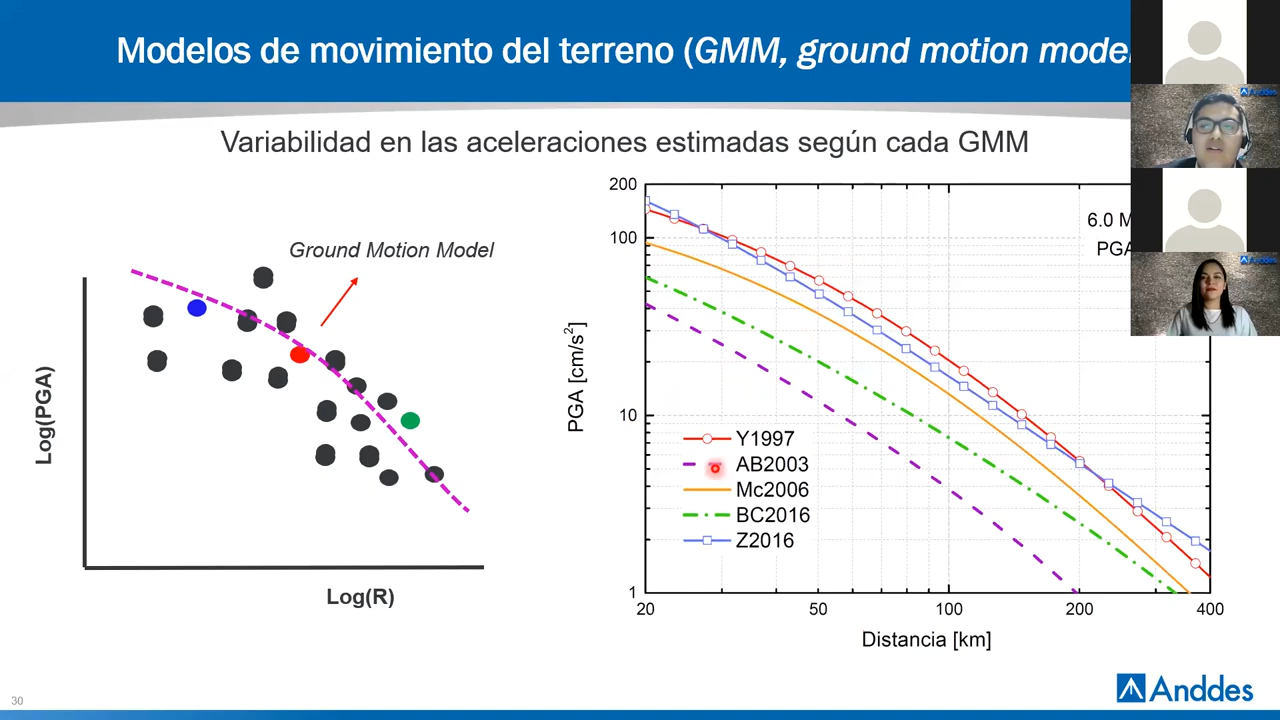 Modelos de movimiento del terreno (GMM, ground motion model
Variabilidad en las aceleraciones estimadas según cada GMM
Ground Motion Model
Log(PGA)
Log(R)
PGA [cm/s²]
200
100
10
1
6.0 M
PGA
Y1997
AB2003
Mc2006
BC2016
Z2016
20
50
100
200
400
Distancia [km]
30
Anddes
Anddes
Anddes